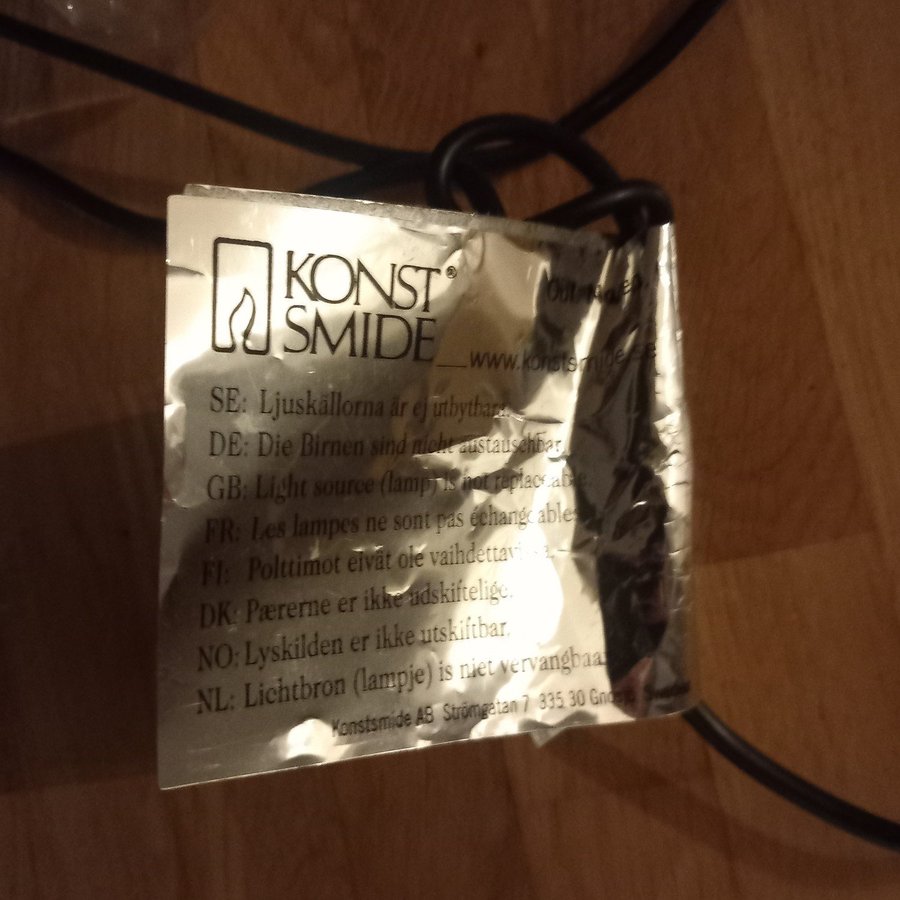 KONST®
SMIDE
www.konstsmide.se
SE: Ljuskällorna är ej utbytbara.
DE: Die Birnen sind nicht austauschbar.
GB: Light source (lamp) is not replaceable.
FR: Les lampes ne sont pas échangeables.
FI: Polttimot eivät ole vaihdettavissa.
DK: Pærerne er ikke udskiftelige.
NO: Lyskilden er ikke utskiftbar.
NL: Lichtbron (lampje) is niet vervangbaar.
Konstsmide AB Strömgatan 7 335 30 Gnosjö Sweden